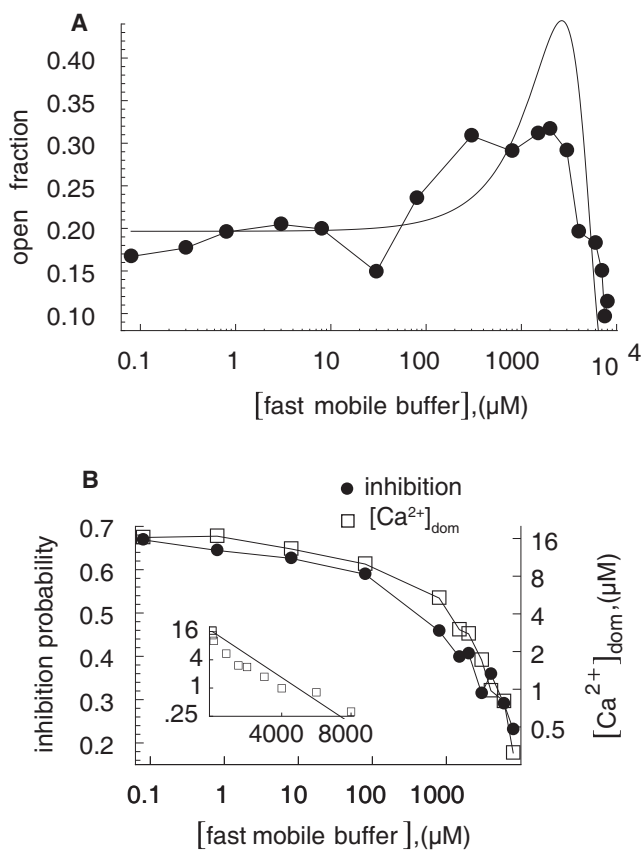 A
0.40
0.35
0.30
0.25
0.20
0.15
0.10
open fraction
0.1 1 10 100 1000 10 4
[fast mobile buffer],(μM)
B
inhibition
[Ca2+]dom
0.7
0.6
0.5
0.4
0.3
0.2
inhibition probability
16
8
4
2
1
0.5
[Ca2+]dom,(μM)
16
4
1
.25
4000 8000
0.1 1 10 100 1000
[fast mobile buffer],(μM)